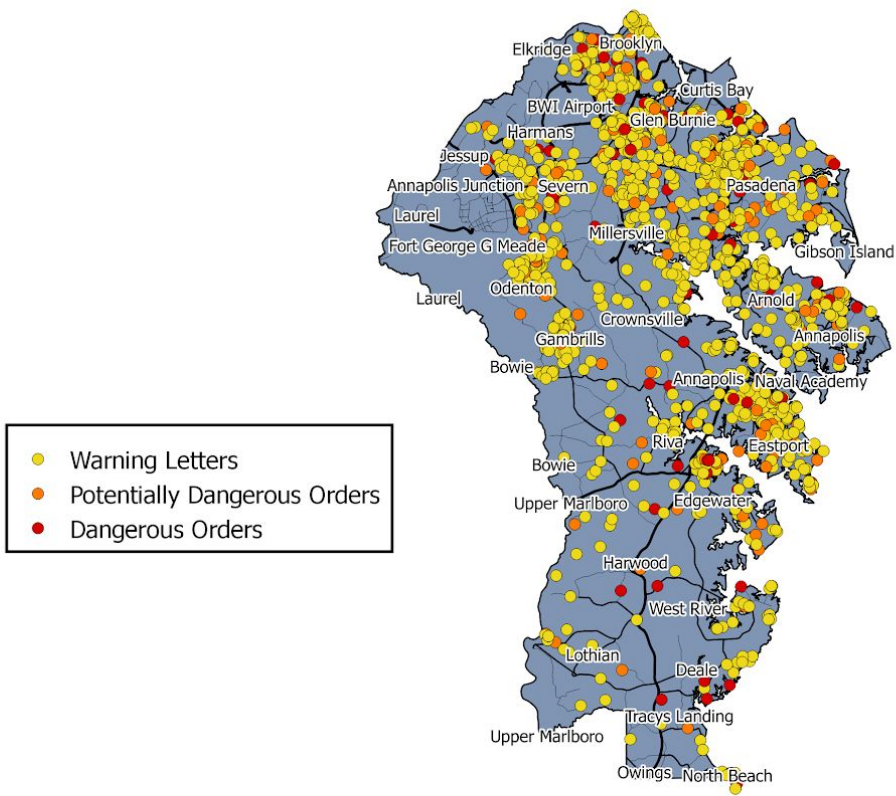 Brooklyn
Elkridge
Curtis Bay
BWI Airport
Glen Burnie
Harmans
Jessup
Annapolis Junction
Severn
Pasadena
Laurel
Millersville
Fort George G Meade
Gibson Island
Odenton
Laurel
Arnold
Crownsville
Gambrills
Annapolis
Bowie
Annapolis
Naval Academy
Riva
Eastport
Warning Letters
Bowie
Potentially Dangerous Orders
Upper Marlboro
Edgewater
Dangerous Orders
Harwood
West River
Lothian
Deale
Tracys Landing
Upper Marlboro
Owings
North Beach